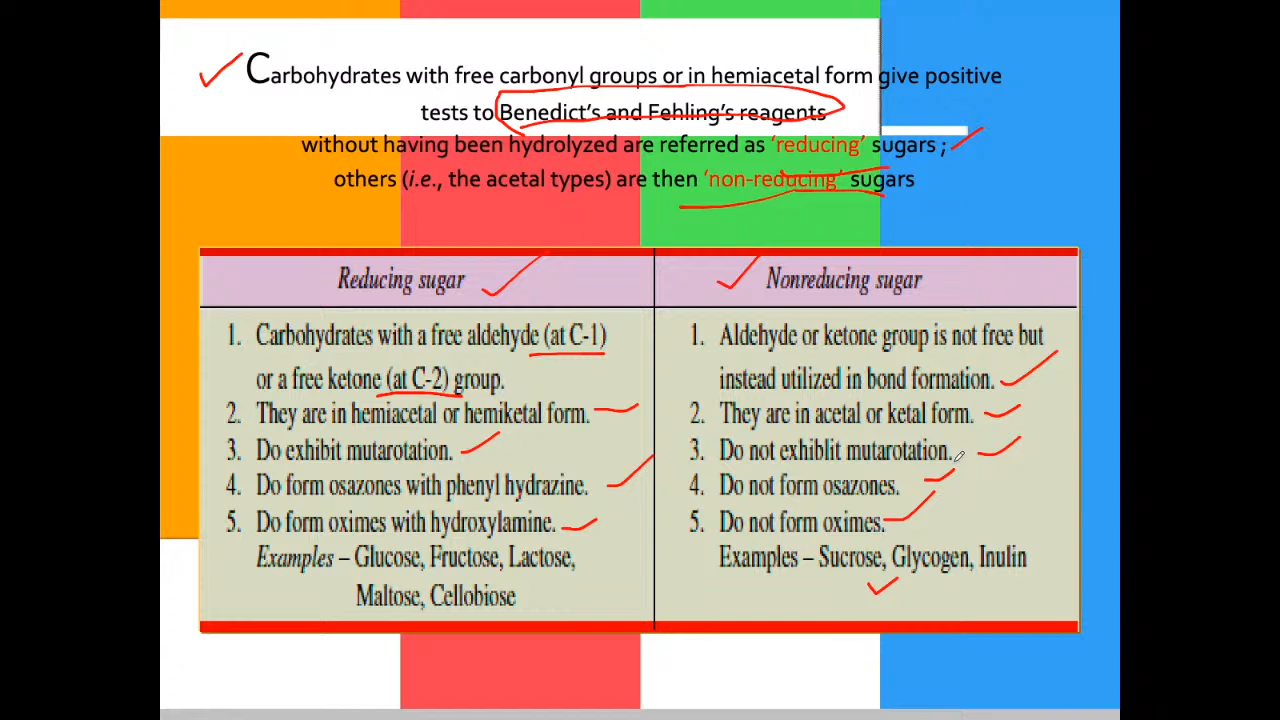 Carbohydrates with free carbonyl groups or in hemiacetal form give positive
tests to Benedict's and Fehling's reagents
without having been hydrolyzed are referred as 'reducing' sugars ;
others (i.e., the acetal types) are then 'non-reducing' sugars
Reducing sugar
1. Carbohydrates with a free aldehyde (at C-1)
or a free ketone (at C-2) group.
2. They are in hemiacetal or hemiketal form.
3. Do exhibit mutarotation.
4. Do form osazones with phenyl hydrazine.
5. Do form oximes with hydroxylamine.
Examples – Glucose, Fructose, Lactose,
Maltose, Cellobiose
Nonreducing sugar
1. Aldehyde or ketone group is not free but
instead utilized in bond formation.
2. They are in acetal or ketal form.
3. Do not exhiblit mutarotation.
4. Do not form osazones.
5. Do not form oximes.
Examples – Sucrose, Glycogen, Inulin